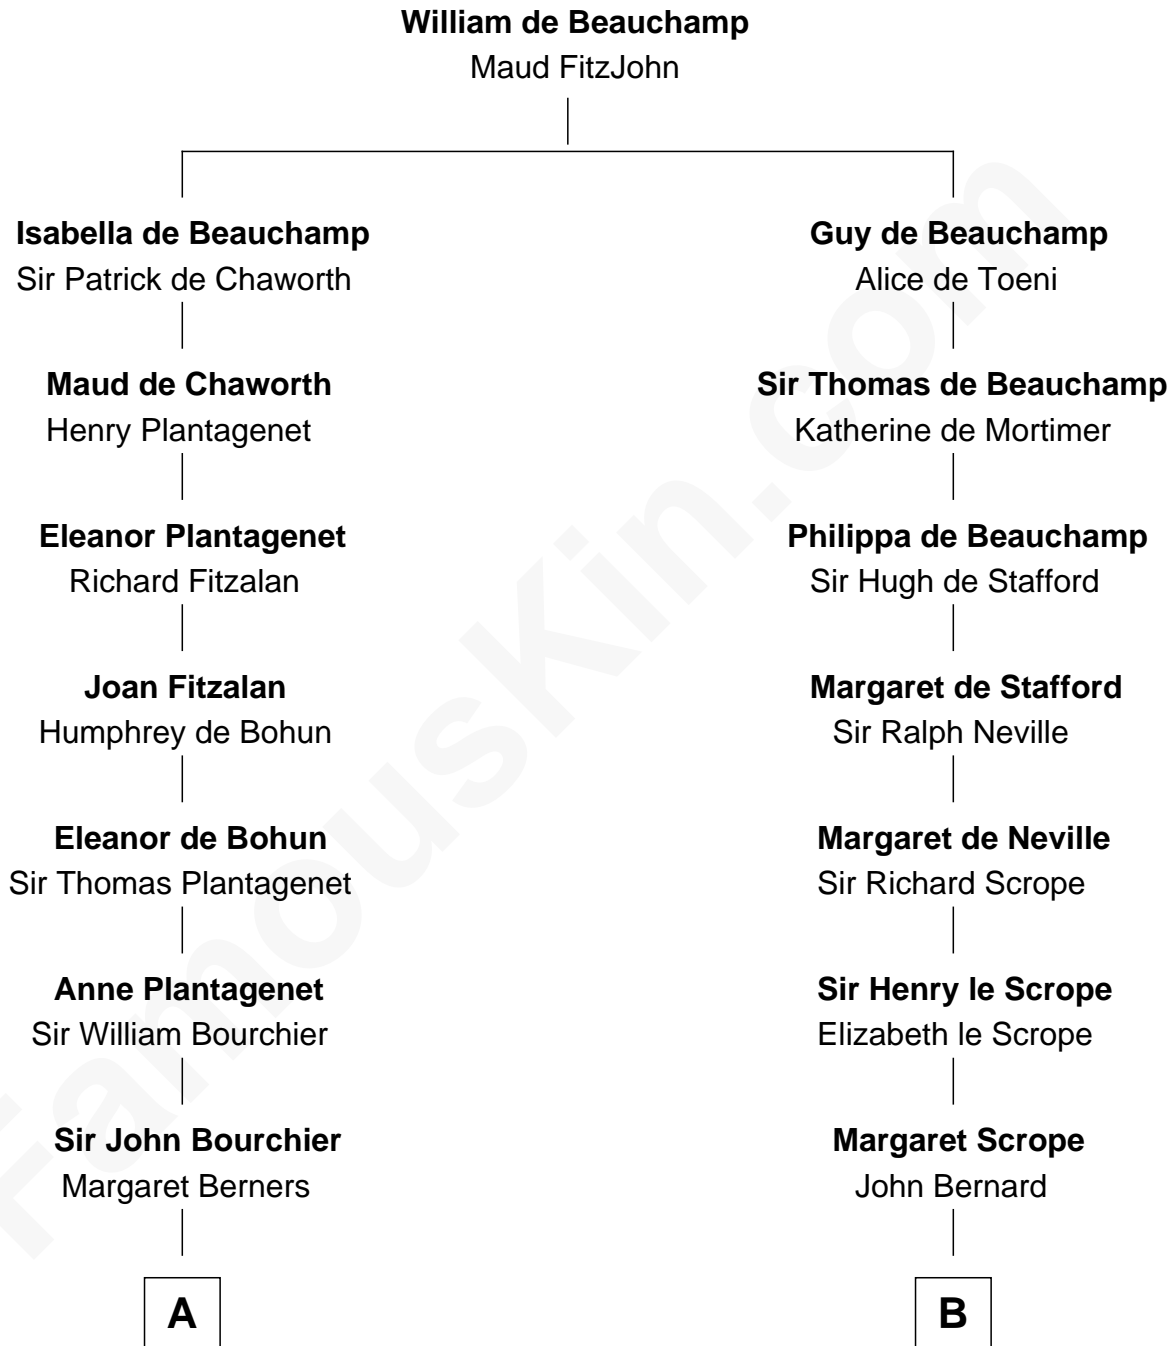 William de Beauchamp
Maud FitzJohn
Isabella de Beauchamp
Sir Patrick de Chaworth
Guy de Beauchamp
Alice de Toeni
Maud de Chaworth
Henry Plantagenet
Sir Thomas de Beauchamp
Katherine de Mortimer
Eleanor Plantagenet
Richard Fitzalan
Philippa de Beauchamp
Sir Hugh de Stafford
Joan Fitzalan
Humphrey de Bohun
Margaret de Stafford
Sir Ralph Neville
Eleanor de Bohun
Sir Thomas Plantagenet
Margaret de Neville
Sir Richard Scrope
Anne Plantagenet
Sir William Bourchier
Sir Henry le Scrope
Elizabeth le Scrope
Sir John Bourchier
Margaret Berners
Margaret Scrope
John Bernard
A
B
FamousKin.com